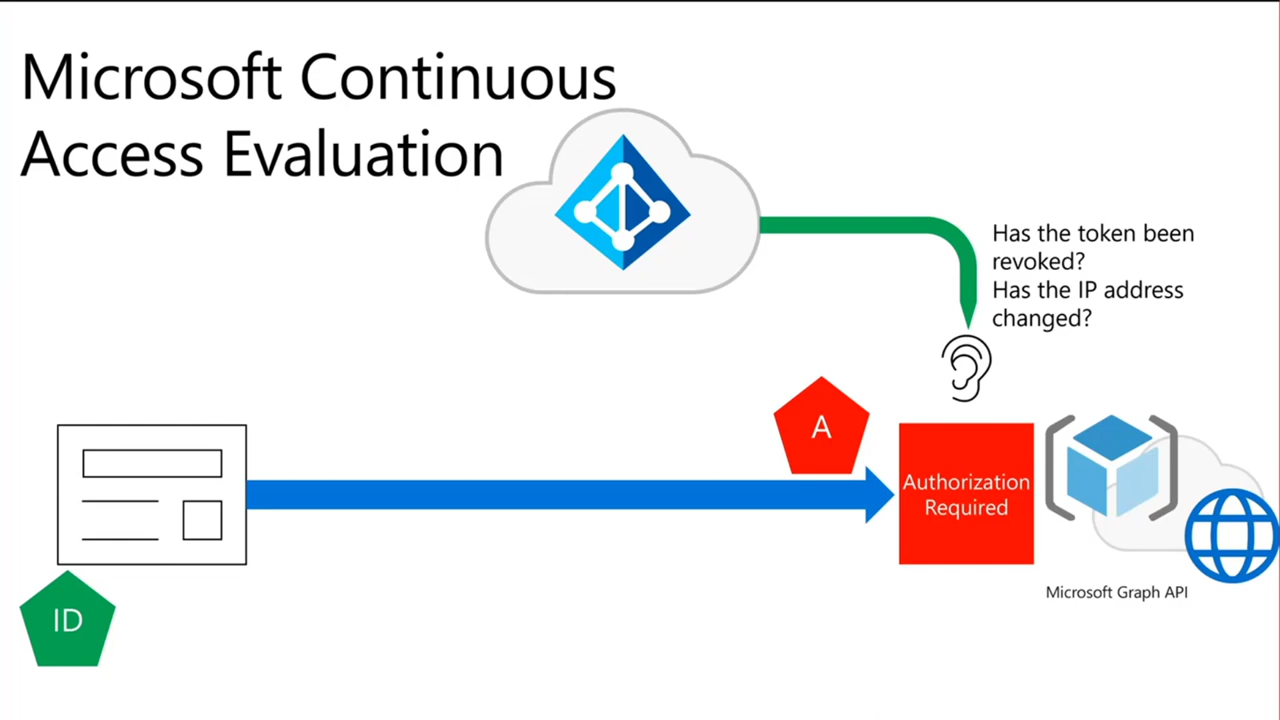 Microsoft Continuous
Access Evaluation
Has the token been
revoked?
Has the IP address
changed?
A
Authorization
Required
Microsoft Graph API
ID